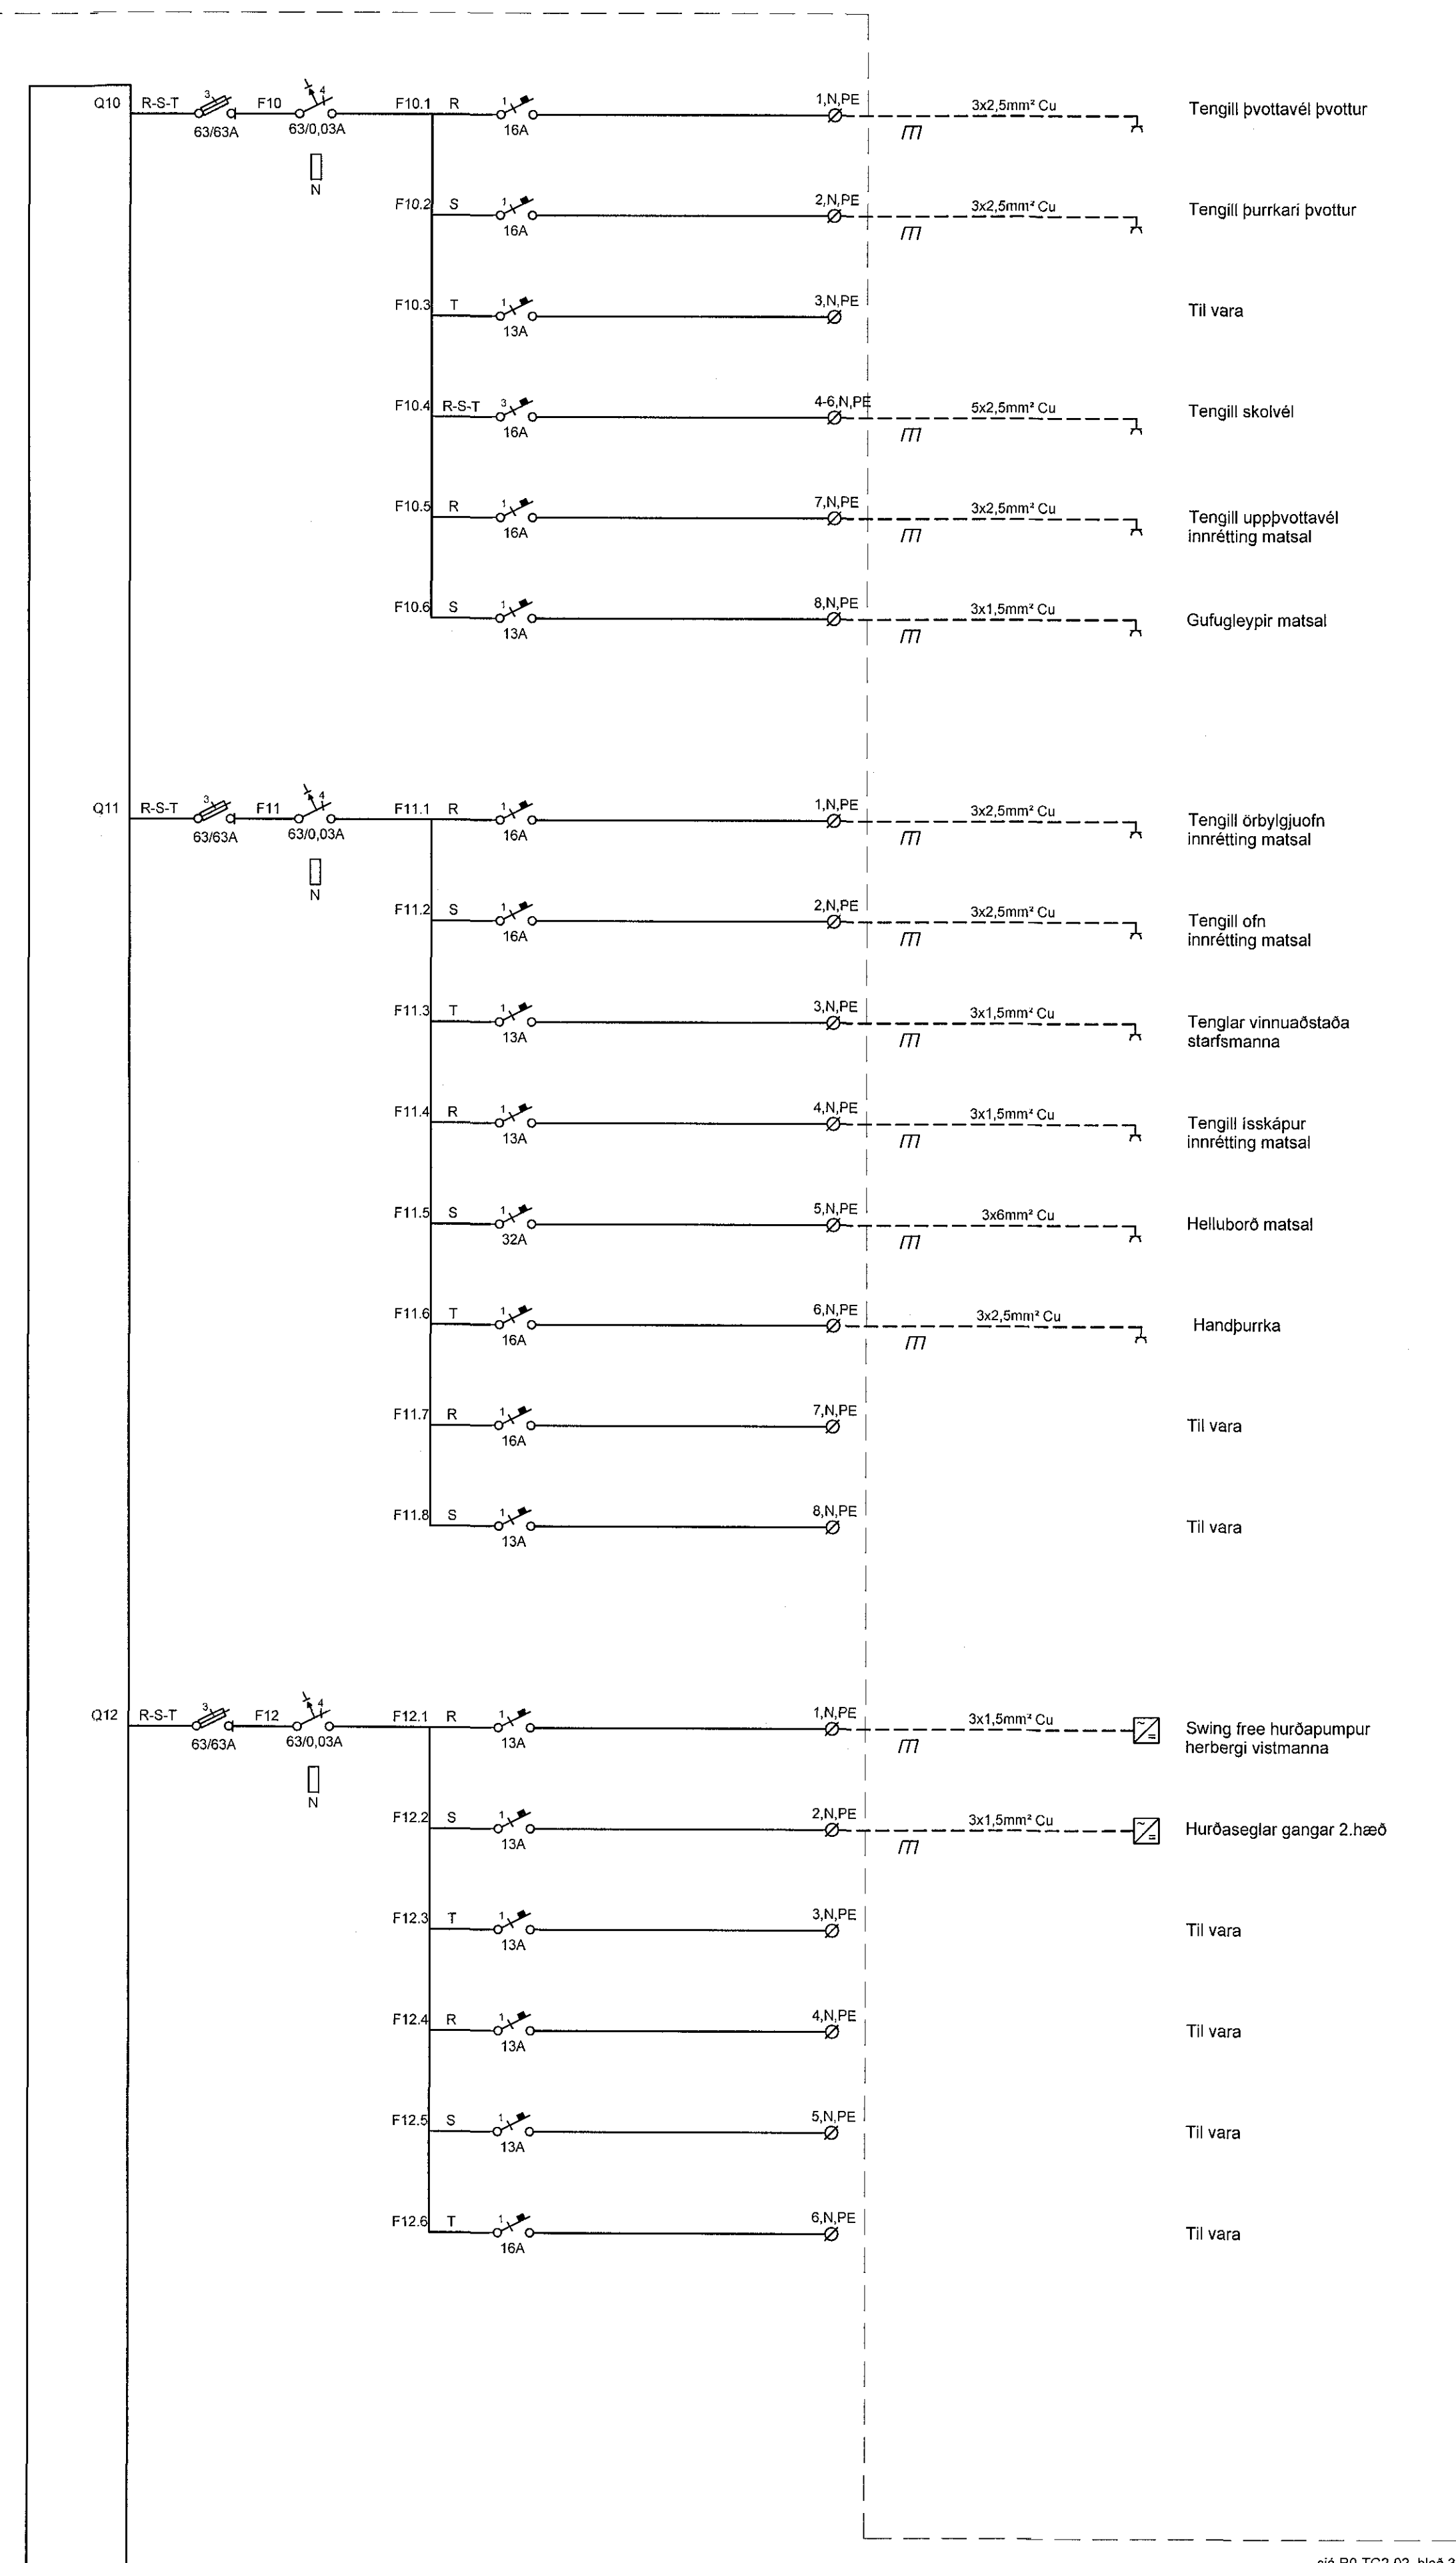 Q10 R-S-T 3 63/63A F10 4 63/0,03A N
F10.1 R 1 16A 1,N,PE 3x2,5mm² Cu Tengill þvottavél þvottur
F10.2 S 1 16A 2,N,PE 3x2,5mm² Cu Tengill þurrkari þvottur
F10.3 T 1 13A 3,N,PE Til vara
F10.4 R-S-T 3 16A 4-6,N,PE 5x2,5mm² Cu Tengill skolvél
F10.5 R 1 16A 7,N,PE 3x2,5mm² Cu Tengill uppþvottavél
innrétting matsal
F10.6 S 1 13A 8,N,PE 3x1,5mm² Cu Gufugleypir matsal
Q11 R-S-T 3 63/63A F11 4 63/0,03A N
F11.1 R 1 16A 1,N,PE 3x2,5mm² Cu Tengill örbylgjuofn
innrétting matsal
F11.2 S 1 16A 2,N,PE 3x2,5mm² Cu Tengill ofn
innrétting matsal
F11.3 T 1 13A 3,N,PE 3x1,5mm² Cu Tenglar vinnuaðstaða
starfsmanna
F11.4 R 1 13A 4,N,PE 3x1,5mm² Cu Tengill ísskápur
innrétting matsal
F11.5 S 1 32A 5,N,PE 3x6mm² Cu Helluborð matsal
F11.6 T 1 16A 6,N,PE 3x2,5mm² Cu Handþurrka
F11.7 R 1 16A 7,N,PE Til vara
F11.8 S 1 13A 8,N,PE Til vara
Q12 R-S-T 3 63/63A F12 4 63/0,03A N
F12.1 R 1 13A 1,N,PE 3x1,5mm² Cu Swing free hurðapumpur
herbergi vistmanna
F12.2 S 1 13A 2,N,PE 3x1,5mm² Cu Hurðaseglar gangar 2.hæð
F12.3 T 1 13A 3,N,PE Til vara
F12.4 R 1 13A 4,N,PE Til vara
F12.5 S 1 13A 5,N,PE Til vara
F12.6 T 1 16A 6,N,PE Til vara